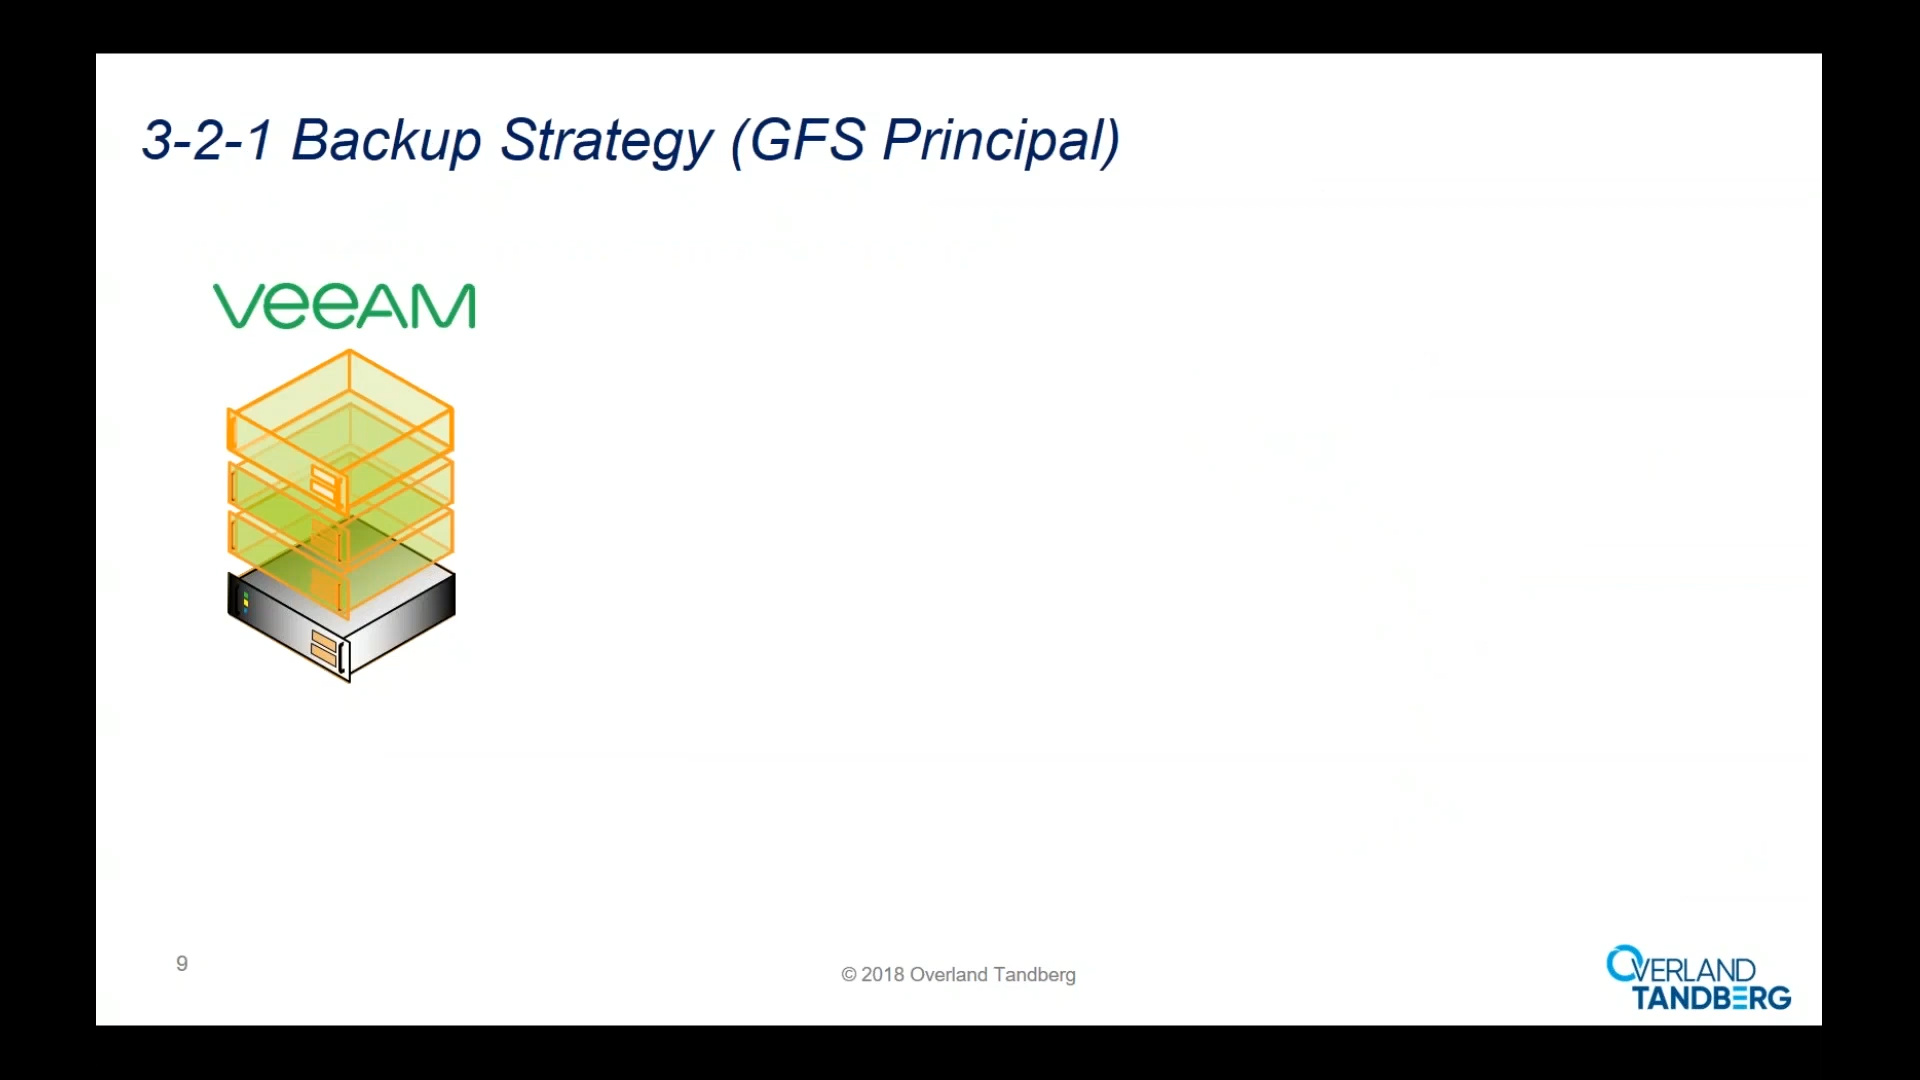 3-2-1 Backup Strategy (GFS Principal)
veeAM
9
© 2018 Overland Tandberg
OVERLAND
TANDBERG